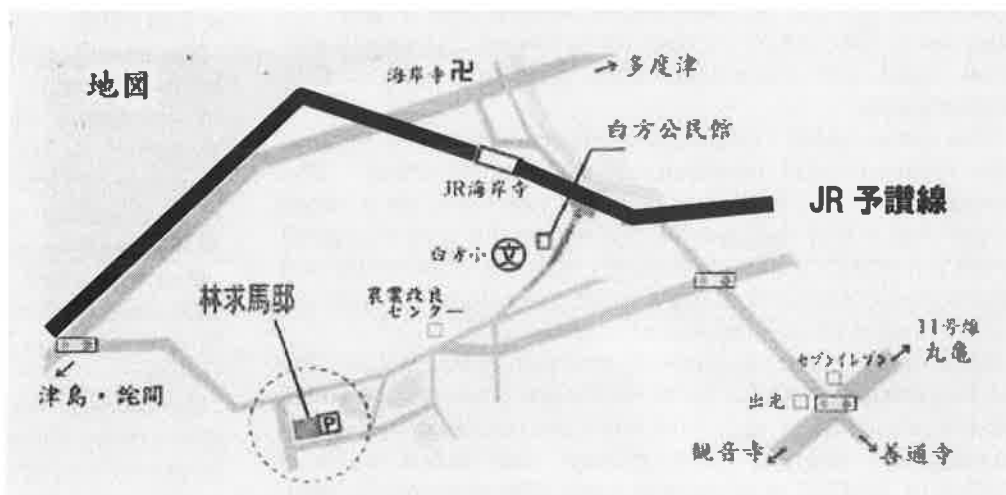 地図
海岸寺卍
多度津
白方公民館
JR海岸寺
JR 予讃線
白方小
文
林求馬邸
農業改良
センター
11号線
丸亀
セブンイレブン
津島・詫間
P
出光
観音寺
善通寺